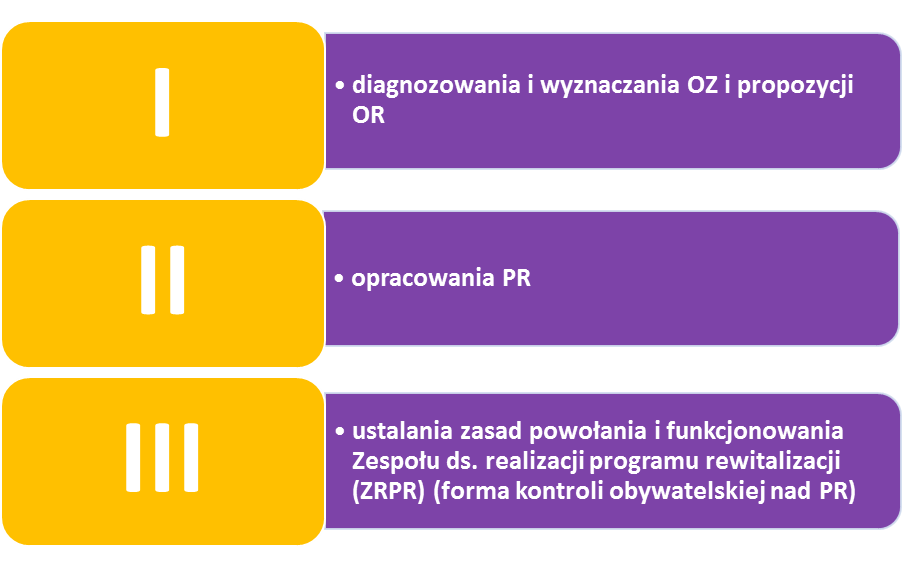 I
• diagnozowania i wyznaczania OZ i propozycji
OR
II
• opracowania PR
III
• ustalania zasad powołania i funkcjonowania
Zespołu ds. realizacji programu rewitalizacji
(ZRPR) (forma kontroli obywatelskiej nad PR)